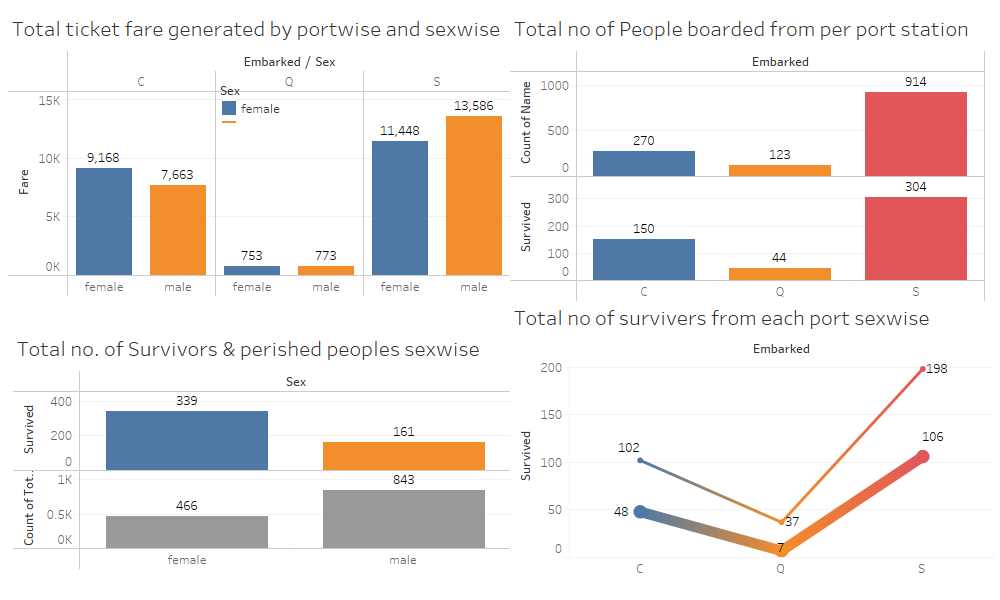 Total ticket fare generated by portwise and sexwise
Embarked / Sex
C Q S
Sex
female
Fare
15K
10K
5K
0K
9,168
7,663
753
773
11,448
13,586
female male female male female male
Total no of People boarded from per port station
Embarked
Count of Name
1000
500
0
270
123
914
Survived
300
200
100
0
150
44
304
C Q S
Total no. of Survivors & perished peoples sexwise
Sex
Survived
400
200
0
339
161
Count of Tot..
1K
0.5K
0K
466
843
female male
Total no of survivers from each port sexwise
Embarked
Survived
200
150
100
50
0
102
48
37
7
198
106
C Q S